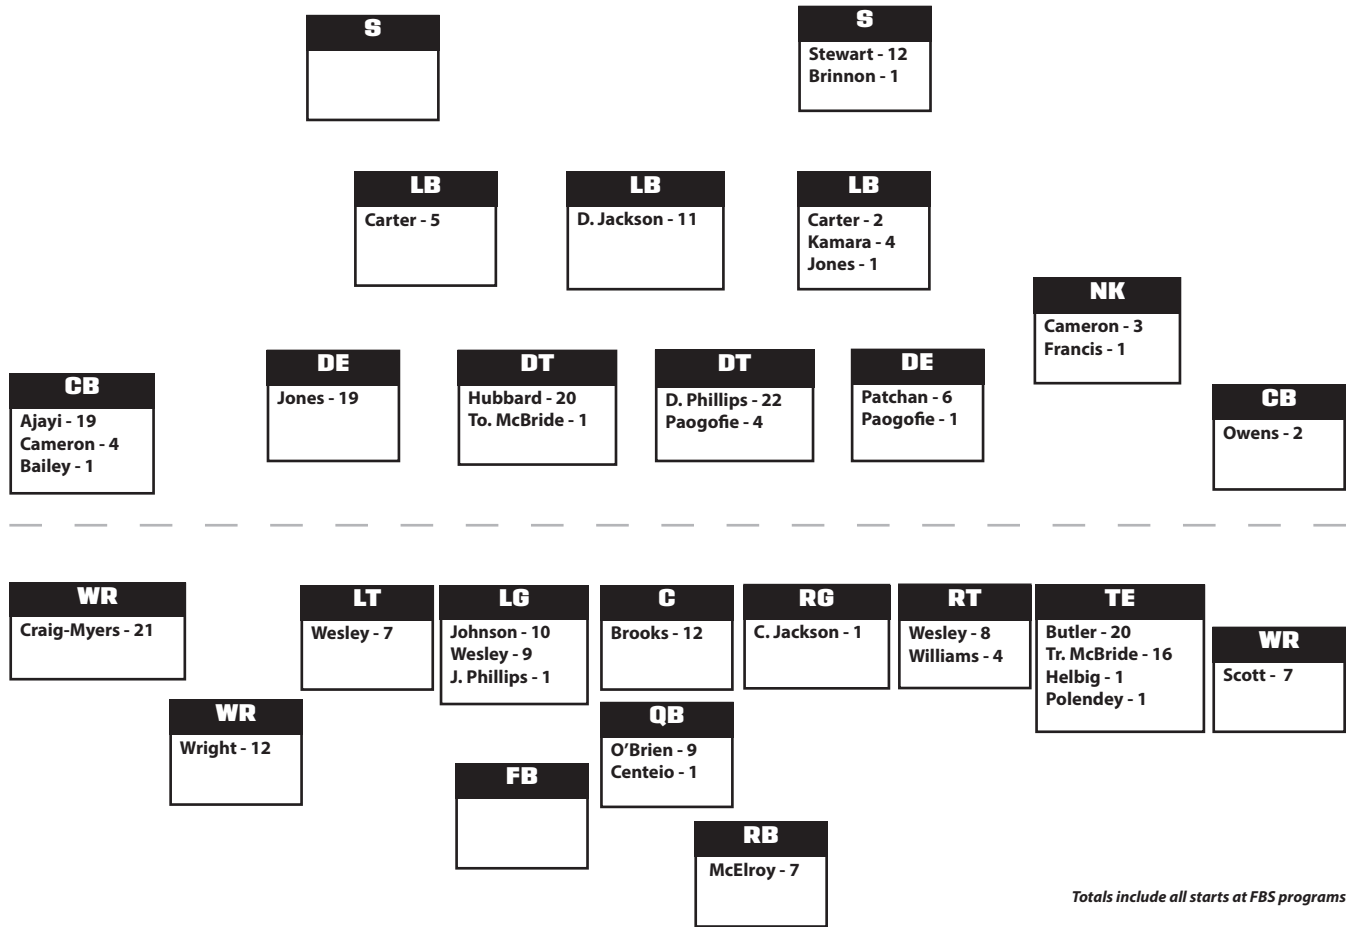 S
S
Stewart - 12
Brinnon - 1
LB
Carter - 5
LB
D. Jackson - 11
LB
Carter - 2
Kamara - 4
Jones - 1
NK
Cameron - 3
Francis - 1
CB
Ajayi - 19
Cameron - 4
Bailey - 1
DE
Jones - 19
DT
Hubbard - 20
To. McBride - 1
DT
D. Phillips - 22
Paogofie - 4
DE
Patchan - 6
Paogofie - 1
CB
Owens - 2
WR
Craig-Myers - 21
WR
Wright - 12
LT
Wesley - 7
LG
Johnson - 10
Wesley - 9
J. Phillips - 1
C
Brooks - 12
RG
C. Jackson - 1
RT
Wesley - 8
Williams - 4
TE
Butler - 20
Tr. McBride - 16
Helbig - 1
Polendey - 1
WR
Scott - 7
QB
O’Brien - 9
Centeio - 1
FB
RB
McElroy - 7
Totals include all starts at FBS programs